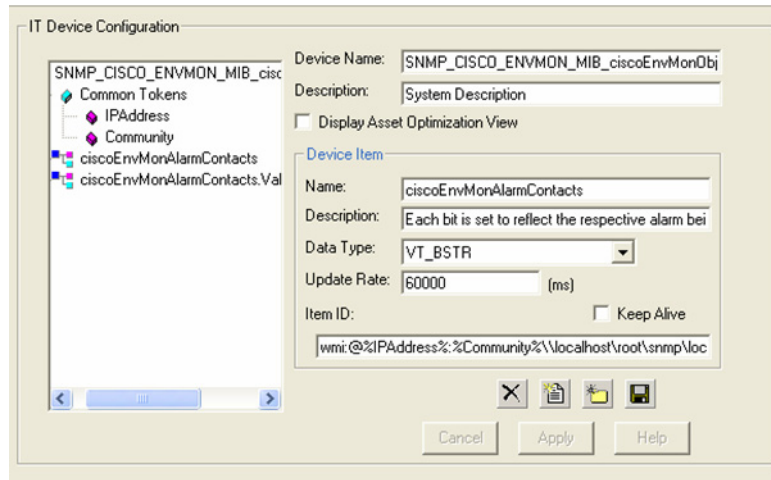 IT Device Configuration
SNMP_CISCO_ENVMON_MIB_cisc
Common Tokens
IPAddress
Community
ciscoEnvMonAlarmContacts
ciscoEnvMonAlarmContacts.Val
Device Name: SNMP_CISCO_ENVMON_MIB_ciscoEnvMonObj
Description: System Description
Display Asset Optimization View
Device Item
Name: ciscoEnvMonAlarmContacts
Description: Each bit is set to reflect the respective alarm bei
Data Type: VT_BSTR
Update Rate: 60000 (ms)
Item ID: Keep Alive
wmi:@%IPAddress%:%Community%\\localhost\root\snmp\loc
Cancel Apply Help